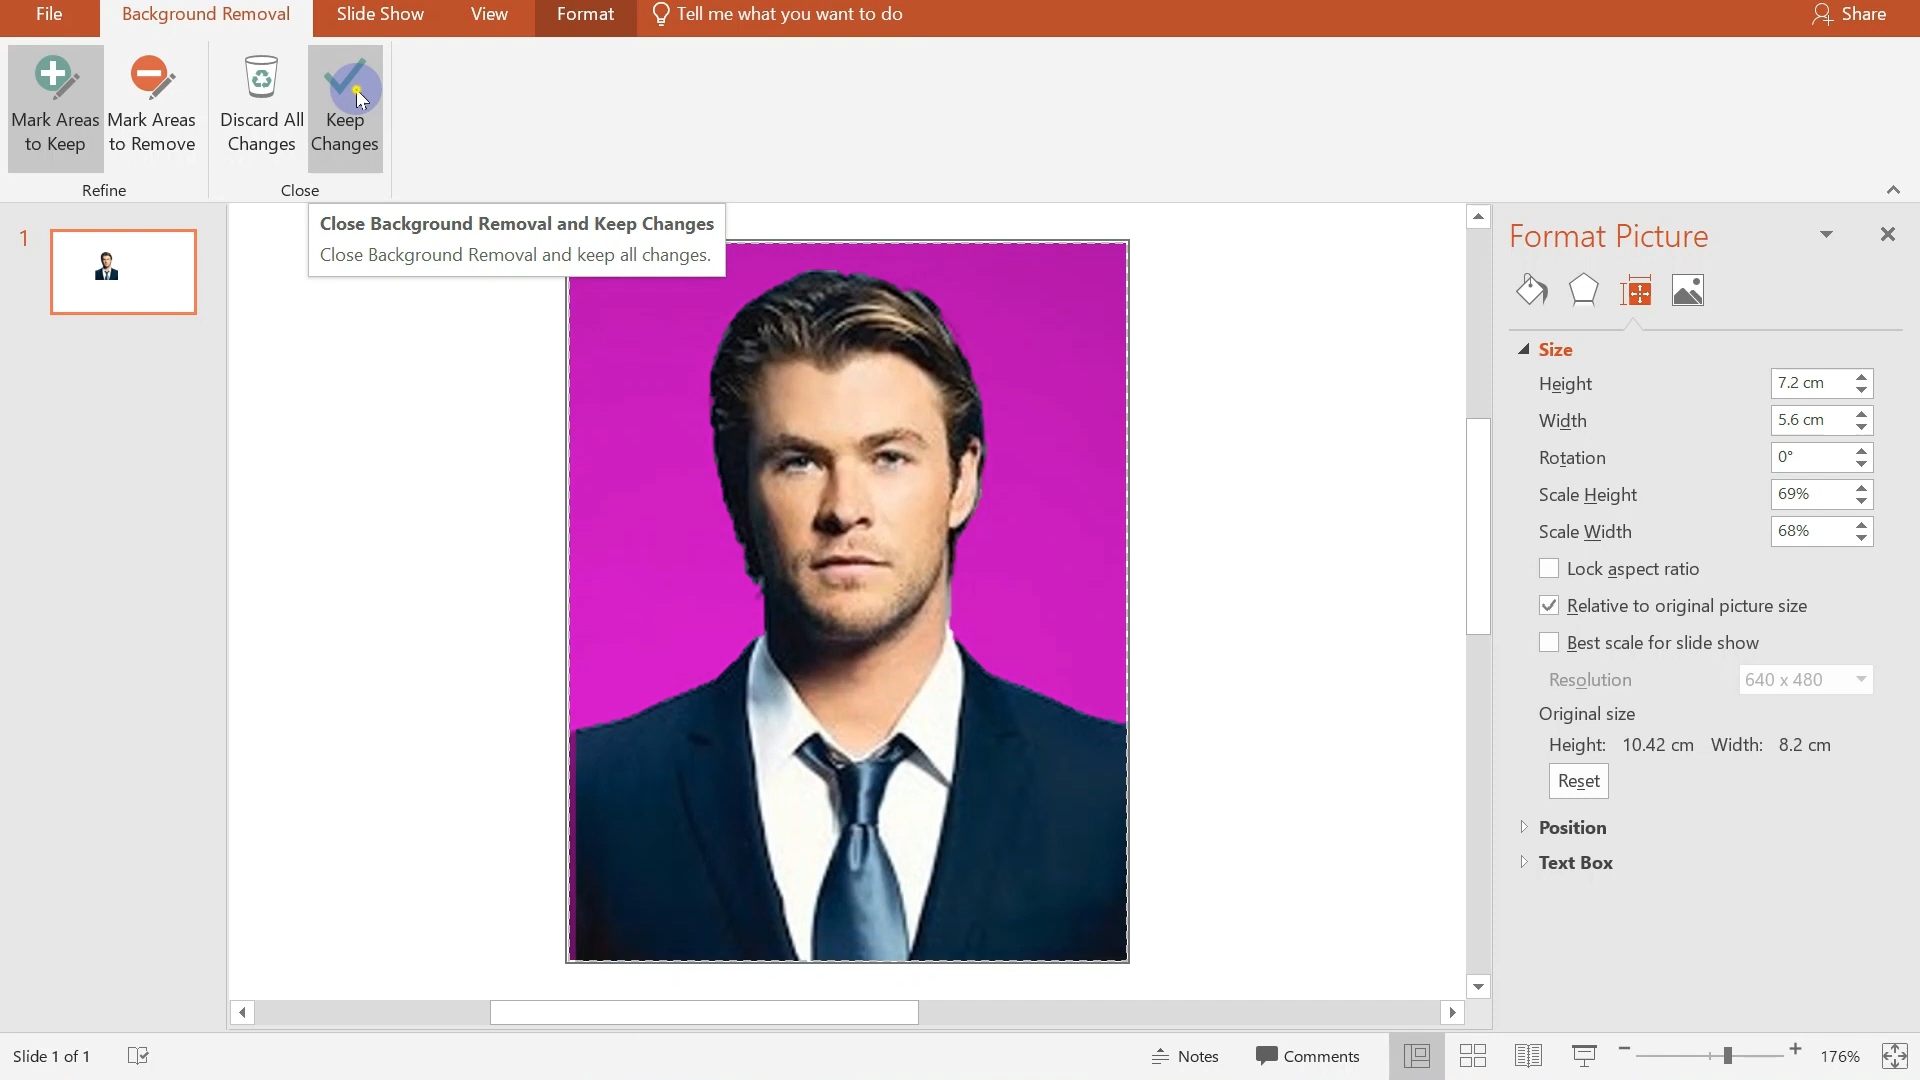 File Background Removal Slide Show View Format Tell me what you want to do Share
Mark Areas to Keep
Mark Areas to Remove
Discard All Changes
Keep Changes
Refine
Close
Close Background Removal and Keep Changes
Close Background Removal and keep all changes.
1
Format Picture
Size
Height 7.2 cm
Width 5.6 cm
Rotation 0°
Scale Height 69%
Scale Width 68%
Lock aspect ratio
Relative to original picture size
Best scale for slide show
Resolution 640 x 480
Original size
Height: 10.42 cm Width: 8.2 cm
Reset
Position
Text Box
Slide 1 of 1 Notes Comments 176%